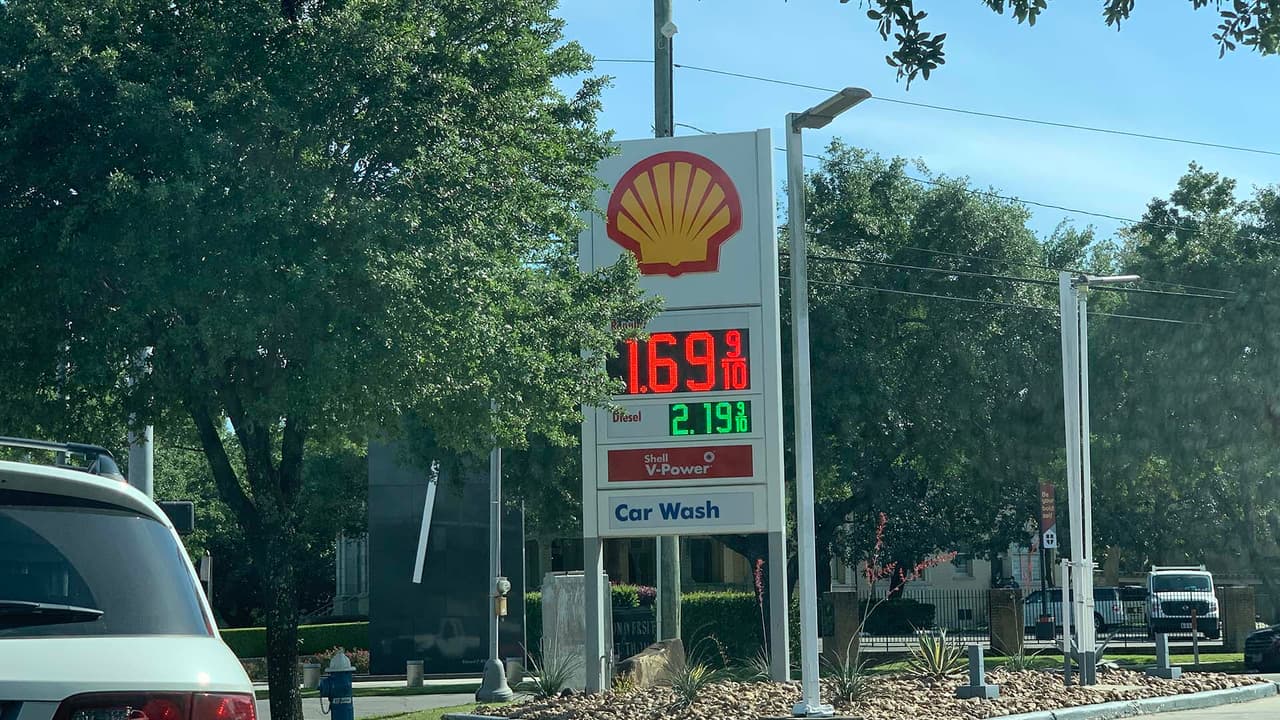 1.69 9/10
Diesel 2.19 9/10
Shell
V-Power
Car Wash